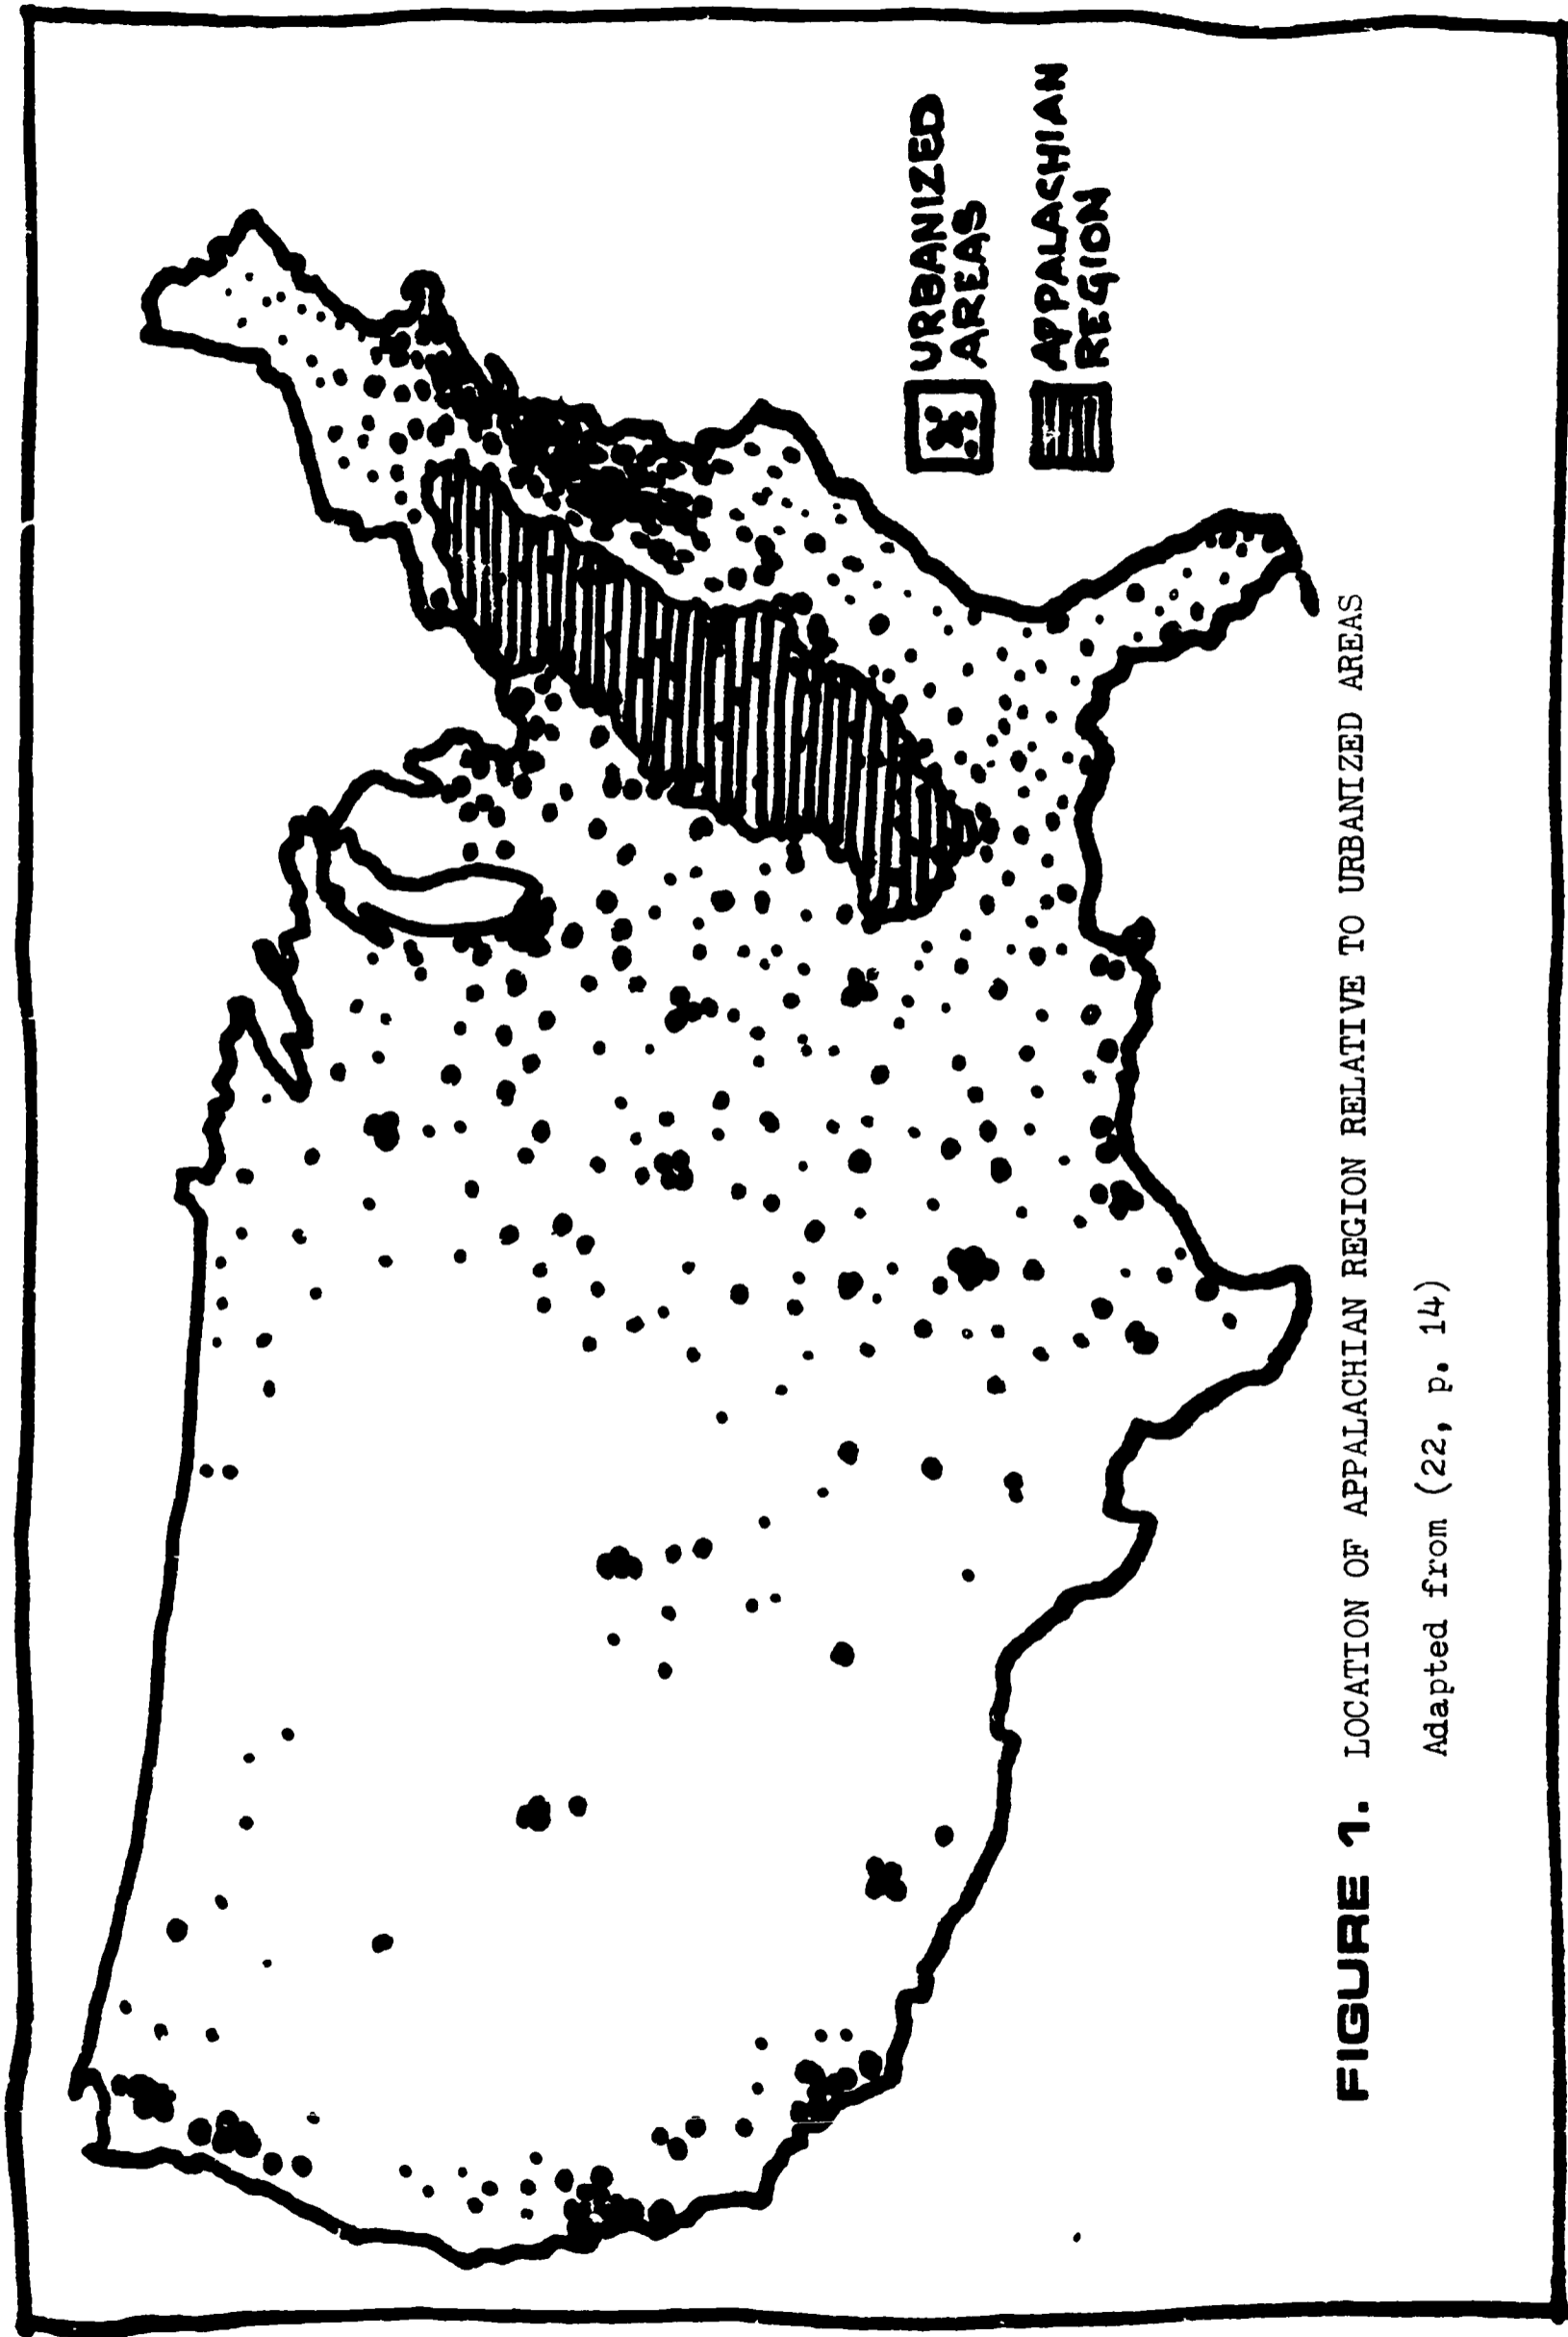 URBANIZED
AREAS
APPALACHIAN
REGION
FIGURE 1. LOCATION OF APPALACHIAN REGION RELATIVE TO URBANIZED AREAS
Adapted from (22, p. 14)